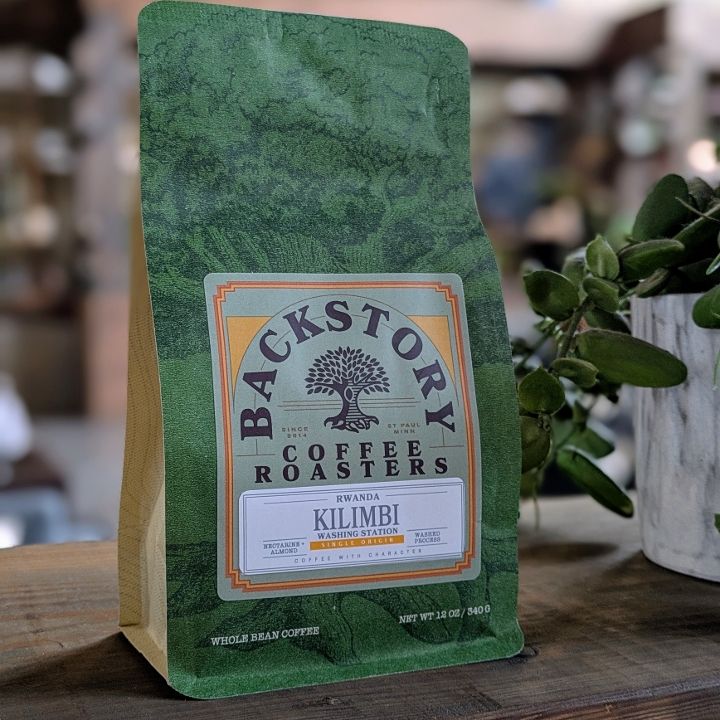 BACKSTORY
SINCE
2014
ST PAUL
MINN
COFFEE
ROASTERS
RWANDA
KILIMBI
WASHING STATION
NECTARINE +
ALMOND
SINGLE ORIGIN
WASHED
PROCESS
COFFEE WITH CHARACTER
WHOLE BEAN COFFEE
NET WT 12 OZ / 340 G